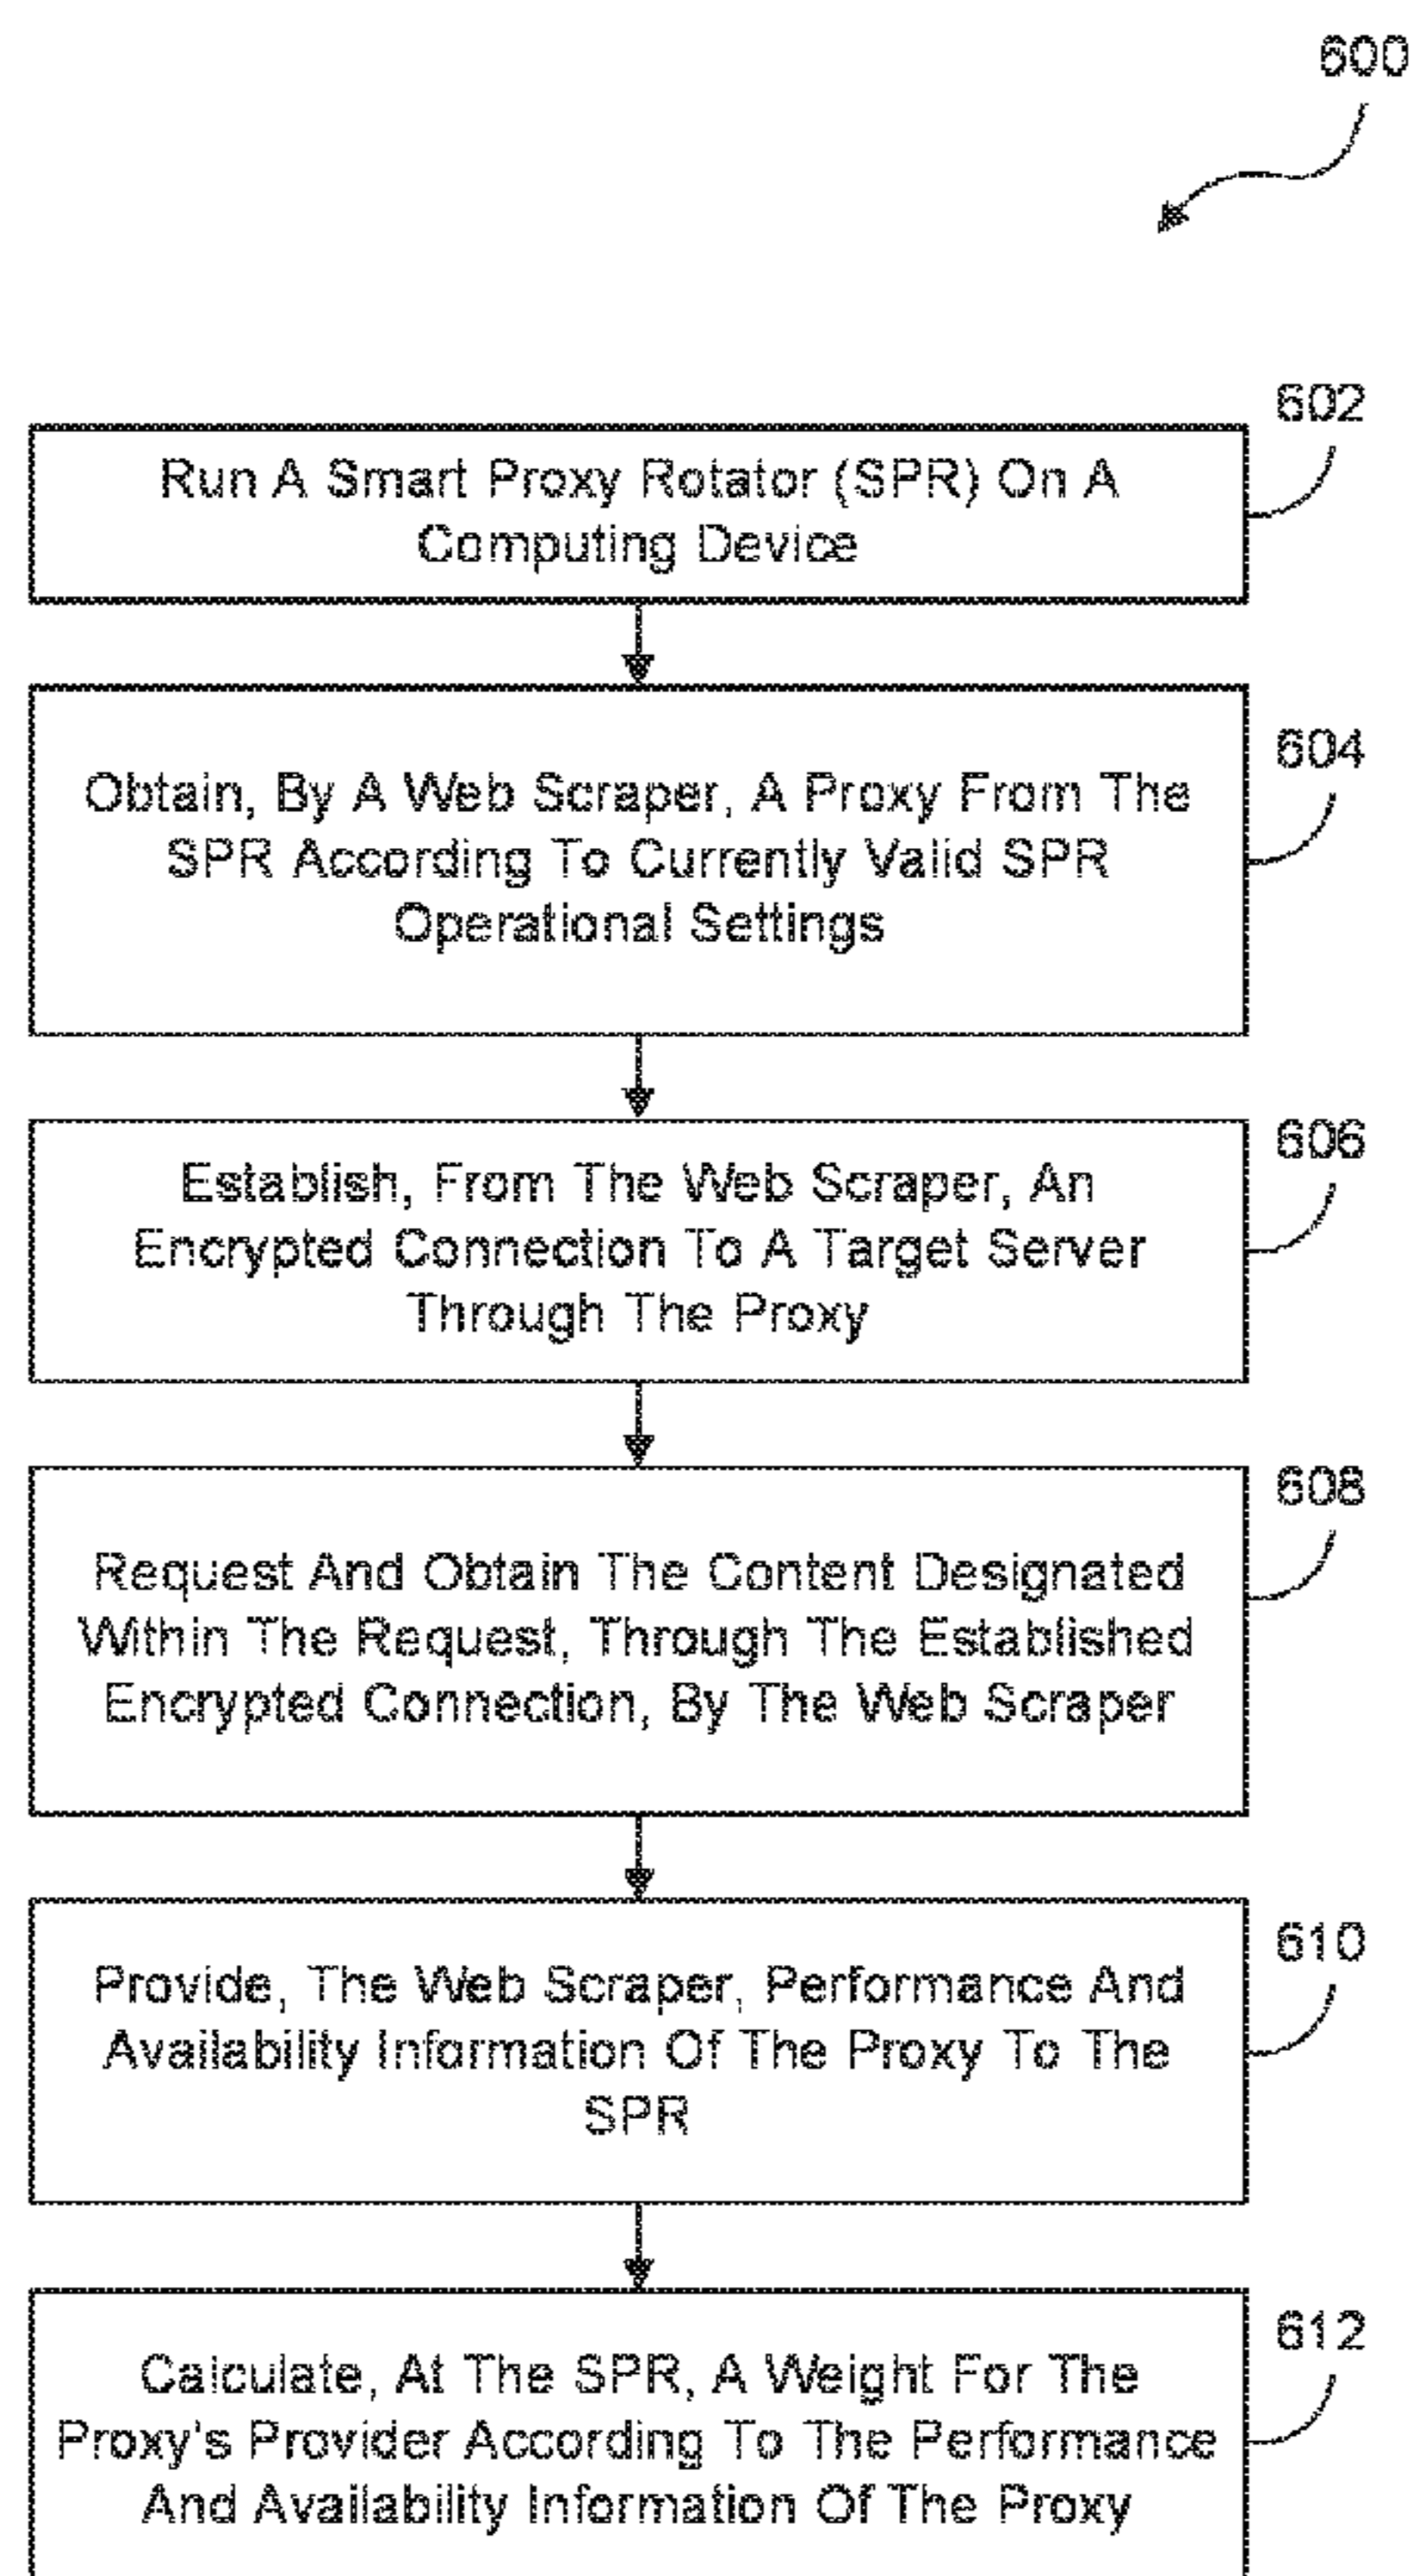 600
602
Run A Smart Proxy Rotator (SPR) On A
Computing Device
604
Obtain, By A Web Scraper, A Proxy From The
SPR According To Currently Valid SPR
Operational Settings
606
Establish, From The Web Scraper, An
Encrypted Connection To A Target Server
Through The Proxy
608
Request And Obtain The Content Designated
Within The Request, Through The Established
Encrypted Connection, By The Web Scraper
610
Provide, The Web Scraper, Performance And
Availability Information Of The Proxy To The
SPR
612
Calculate, At The SPR, A Weight For The
Proxy's Provider According To The Performance
And Availability Information Of The Proxy